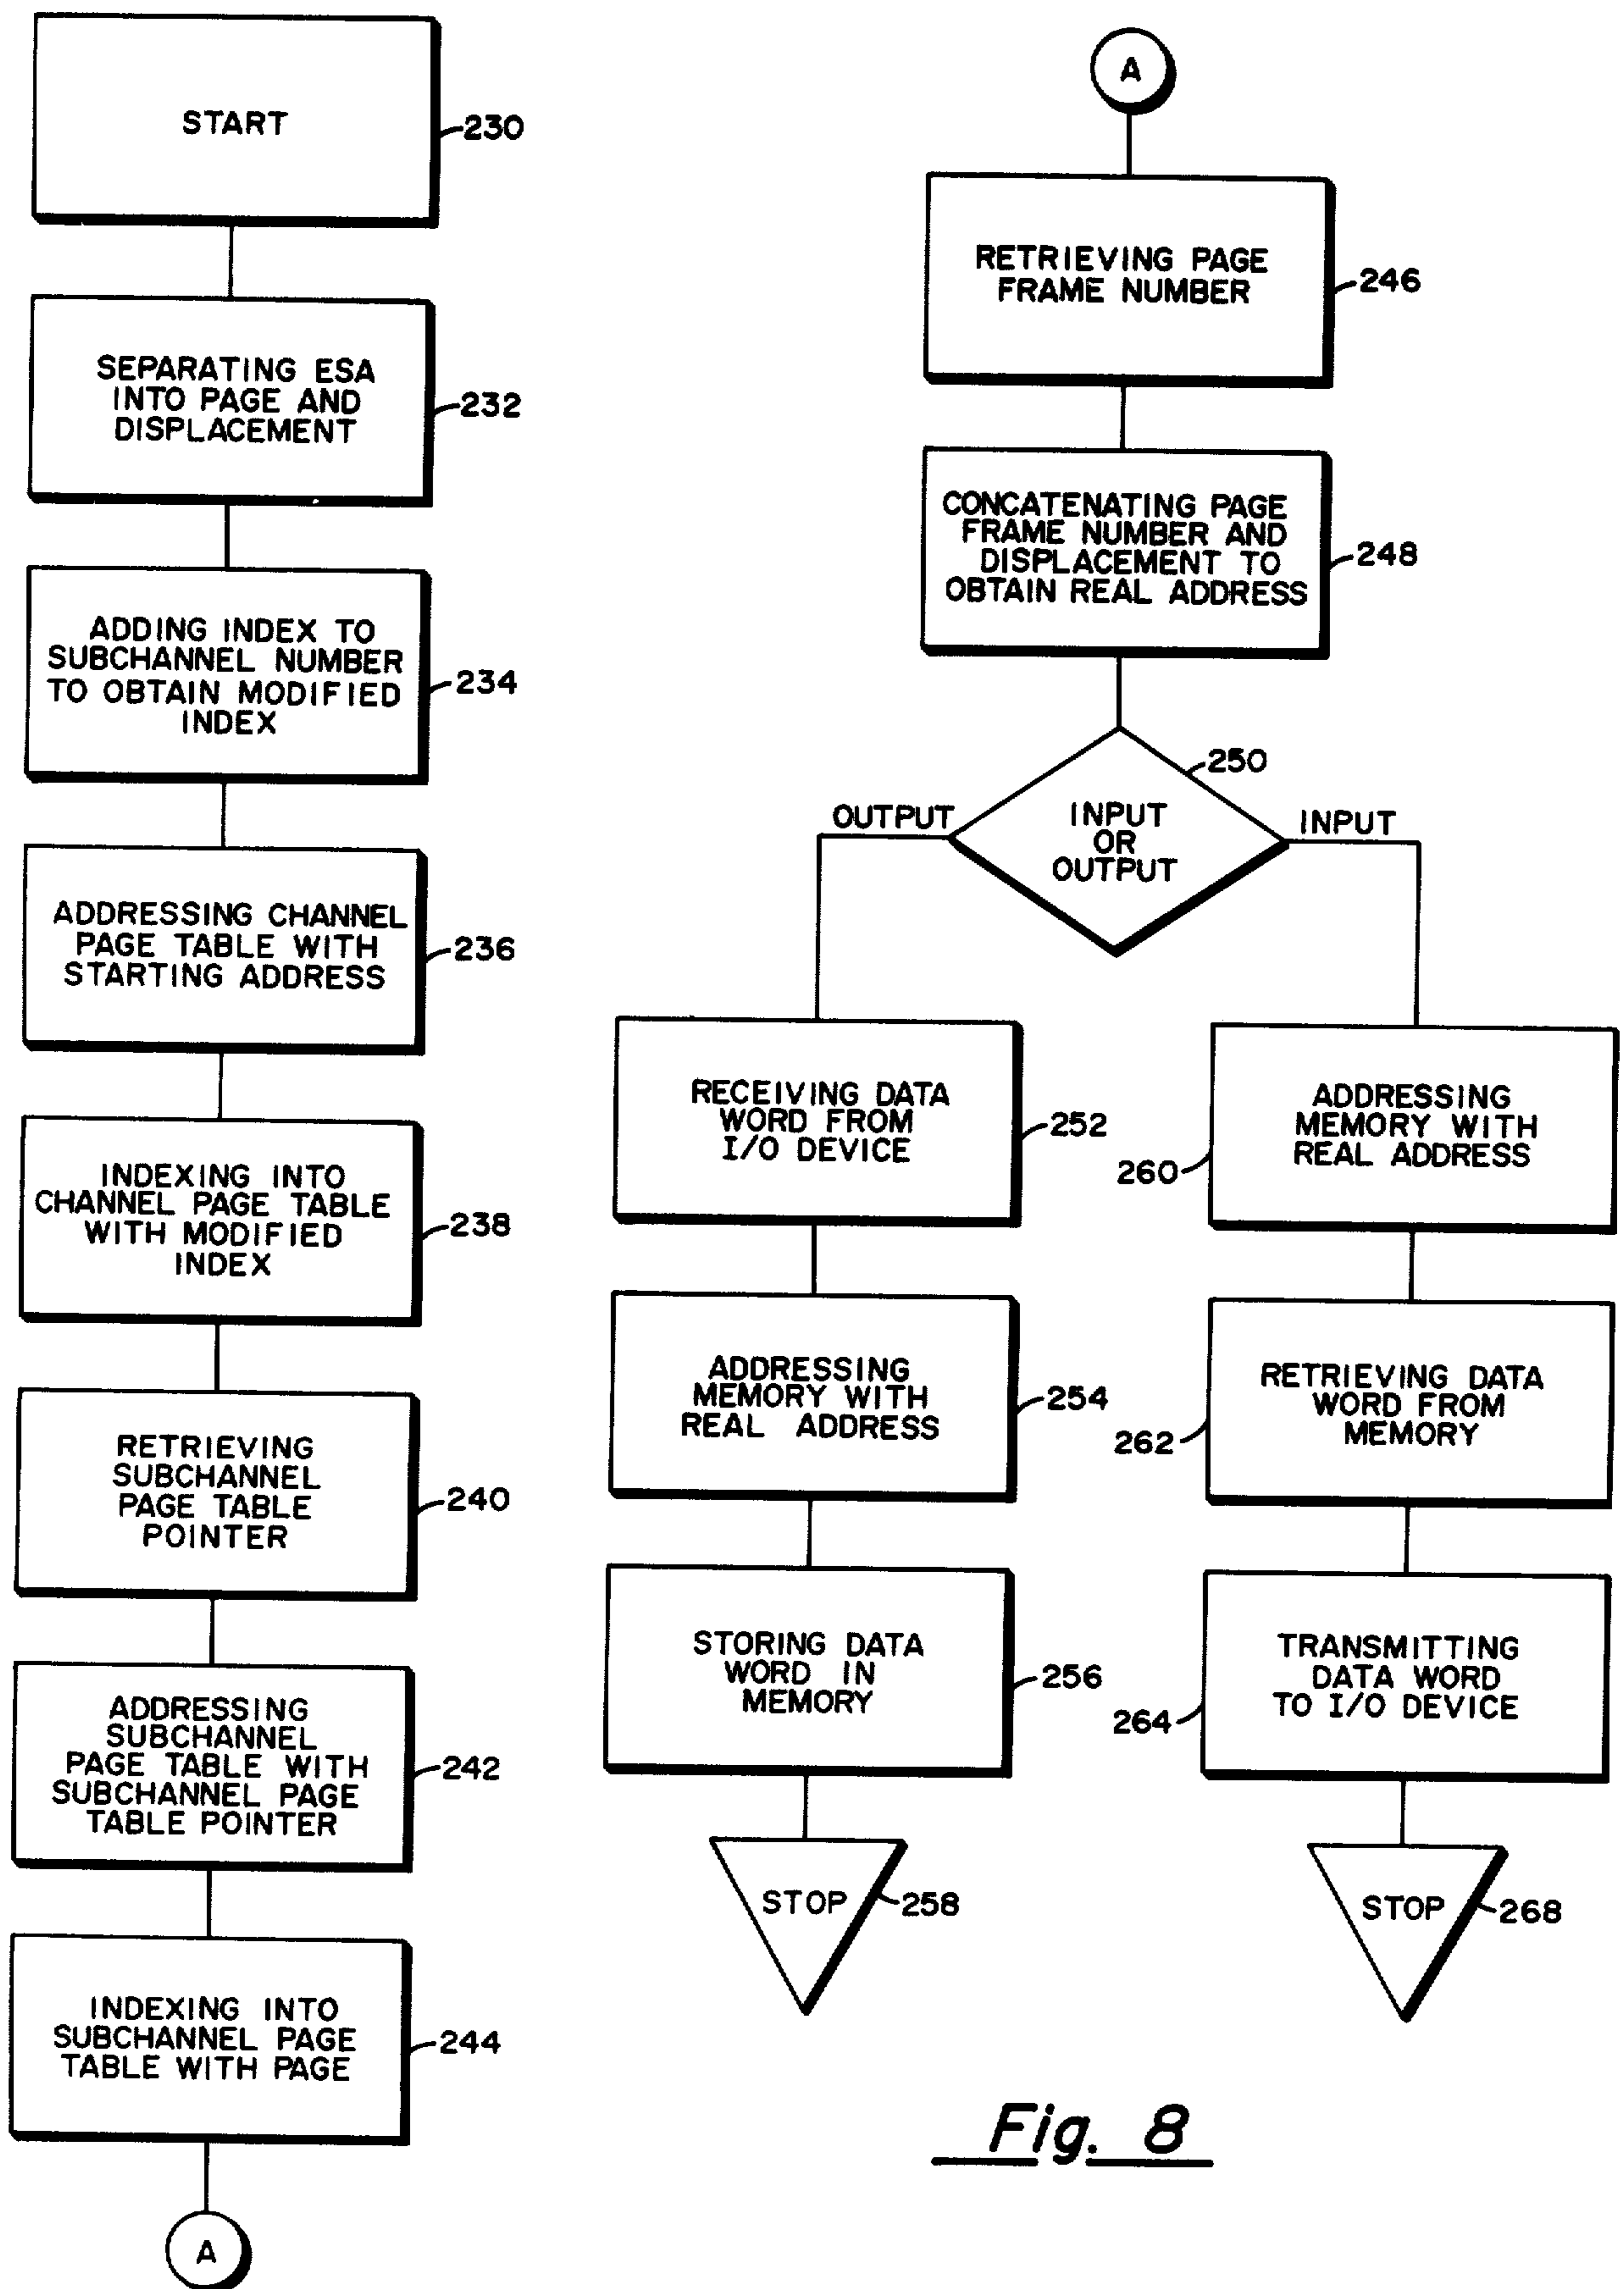 START
230
SEPARATING ESA
INTO PAGE AND
DISPLACEMENT
232
ADDING INDEX TO
SUBCHANNEL NUMBER
TO OBTAIN MODIFIED
INDEX
234
ADDRESSING CHANNEL
PAGE TABLE WITH
STARTING ADDRESS
236
INDEXING INTO
CHANNEL PAGE TABLE
WITH MODIFIED
INDEX
238
RETRIEVING
SUBCHANNEL
PAGE TABLE
POINTER
240
ADDRESSING
SUBCHANNEL
PAGE TABLE WITH
SUBCHANNEL PAGE
TABLE POINTER
242
INDEXING INTO
SUBCHANNEL PAGE
TABLE WITH PAGE
244
A
A
RETRIEVING PAGE
FRAME NUMBER
246
CONCATENATING PAGE
FRAME NUMBER AND
DISPLACEMENT TO
OBTAIN REAL ADDRESS
248
250
INPUT
OR
OUTPUT
OUTPUT
INPUT
RECEIVING DATA
WORD FROM
I/O DEVICE
252
ADDRESSING
MEMORY WITH
REAL ADDRESS
254
STORING DATA
WORD IN
MEMORY
256
STOP
258
ADDRESSING
MEMORY WITH
REAL ADDRESS
260
RETRIEVING DATA
WORD FROM
MEMORY
262
TRANSMITTING
DATA WORD
TO I/O DEVICE
264
STOP
268
Fig. 8